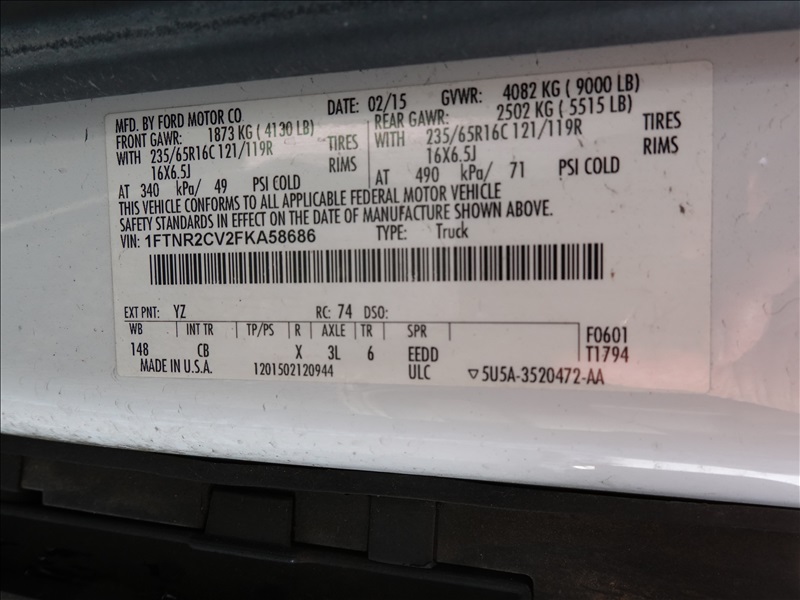 MFD. BY FORD MOTOR CO
DATE: 02/15 GVWR: 4082 KG ( 9000 LB)
FRONT GAWR: 1873 KG ( 4130 LB) REAR GAWR: 2502 KG ( 5515 LB)
WITH 235/65R16C 121/119R TIRES WITH 235/65R16C 121/119R TIRES
16X6.5J RIMS 16X6.5J RIMS
AT 340 kPa/ 49 PSI COLD AT 490 kPa/ 71 PSI COLD
THIS VEHICLE CONFORMS TO ALL APPLICABLE FEDERAL MOTOR VEHICLE
SAFETY STANDARDS IN EFFECT ON THE DATE OF MANUFACTURE SHOWN ABOVE.
VIN: 1FTNR2CV2FKA58686 TYPE: Truck
EXT PNT: YZ RC: 74 DSO:
WB INT TR TP/PS R AXLE TR SPR F0601
148 CB X 3L 6 EEDD T1794
MADE IN U.S.A. 1201502120944 ULC ▽5U5A-3520472-AA